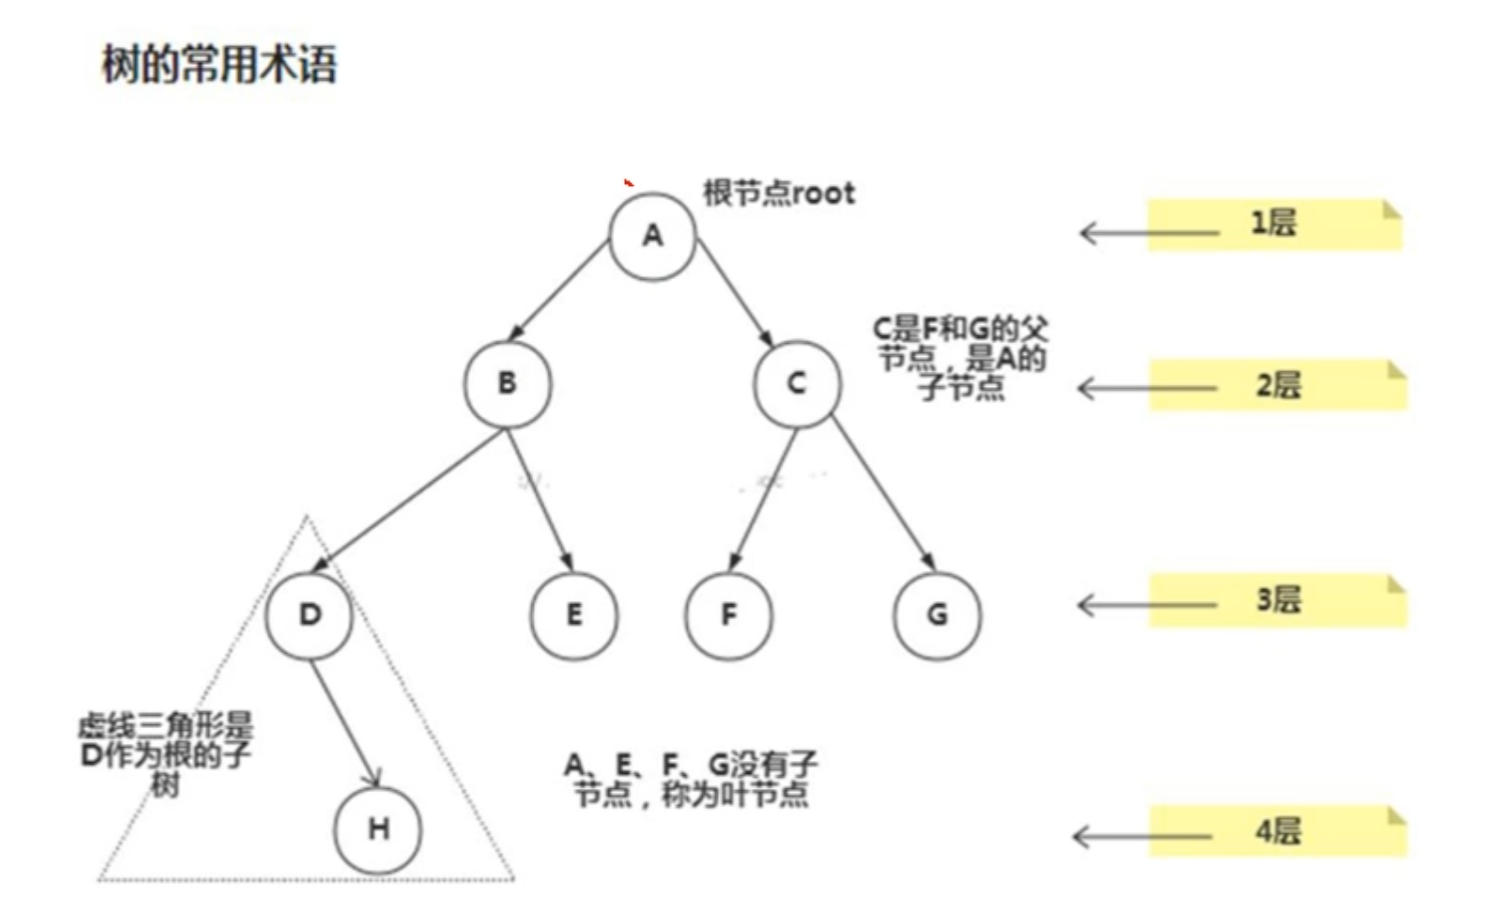 树的常用术语
根节点root
A
1层
C是F和G的父
节点，是A的
子节点
B
C
2层
D
E
F
G
3层
虚线三角形是
D作为根的子
树
A、E、F、G没有子
节点，称为叶节点
H
4层